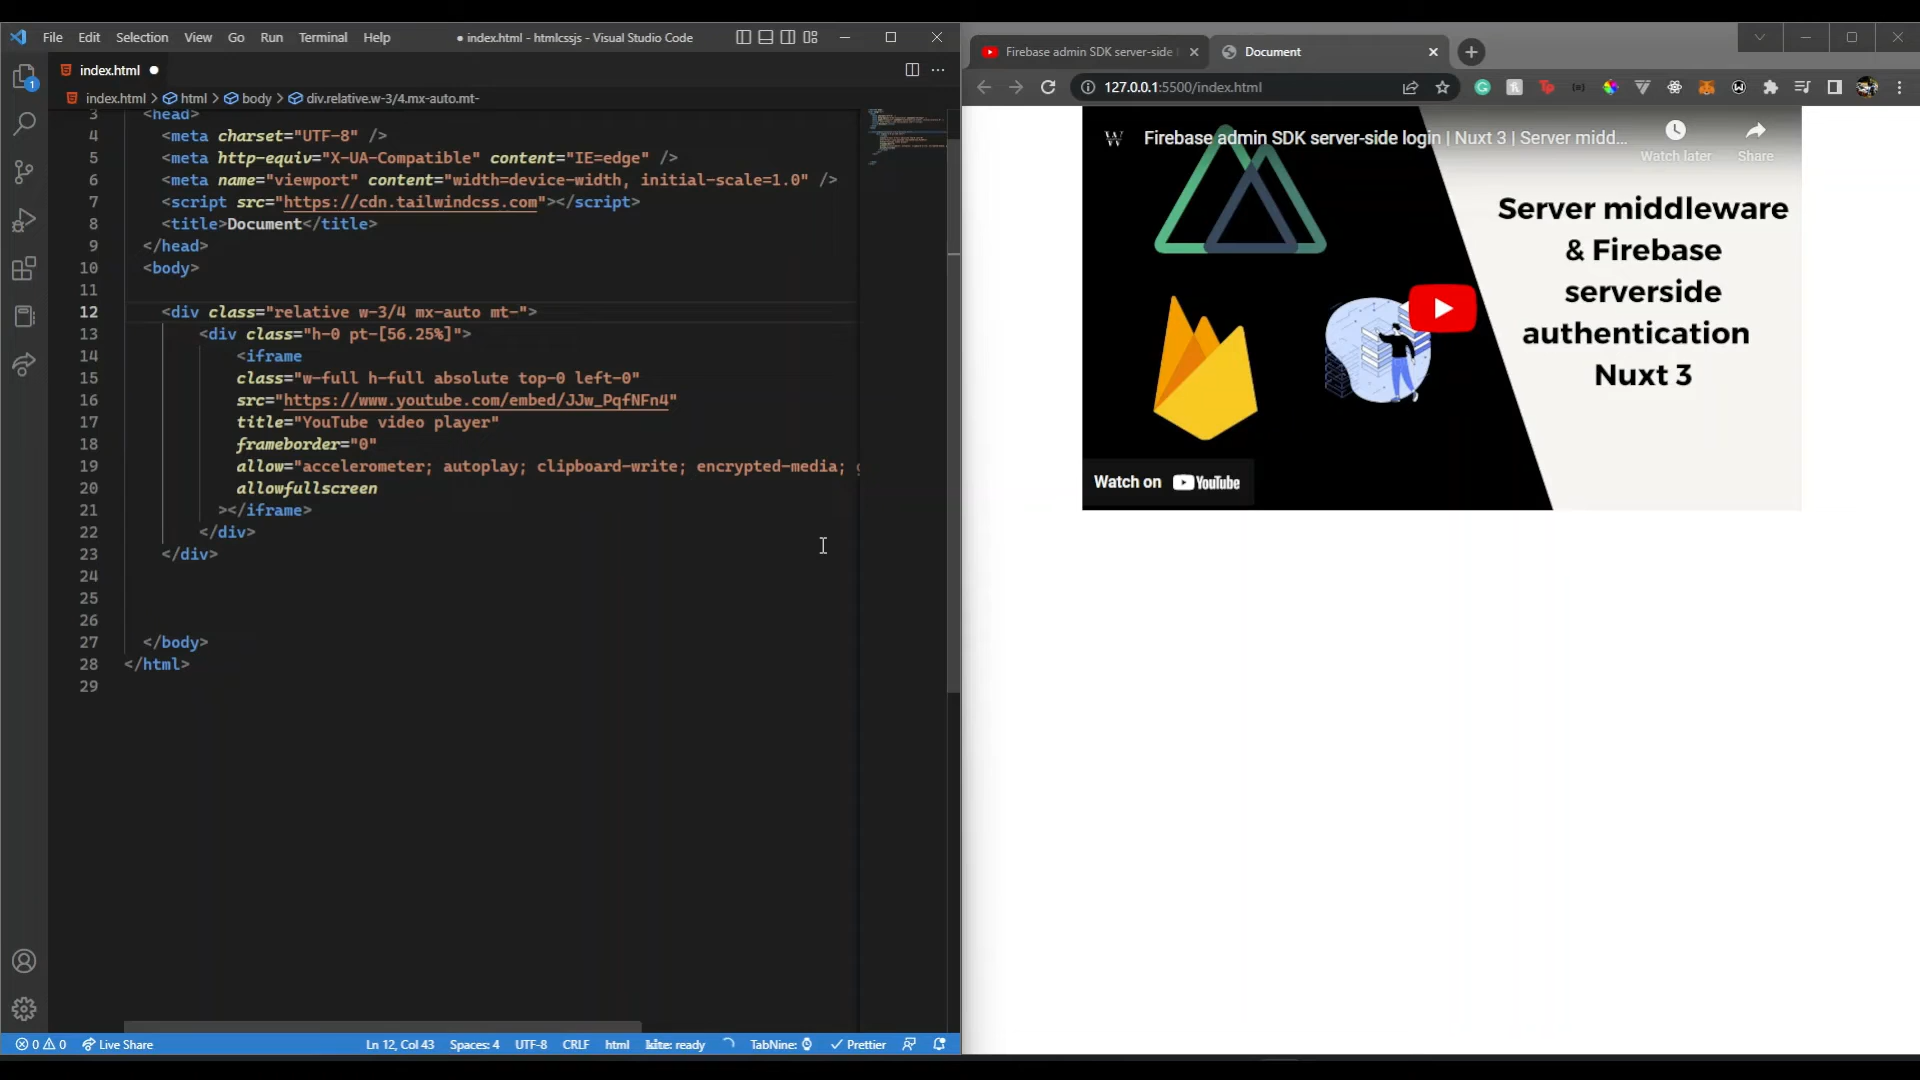 File Edit Selection View Go Run Terminal Help ● index.html - htmlcssjs - Visual Studio Code
index.html ●
index.html > html > body > div.relative.w-3/4.mx-auto.mt-
1
3 <head>
4 <meta charset="UTF-8" />
5 <meta http-equiv="X-UA-Compatible" content="IE=edge" />
6 <meta name="viewport" content="width=device-width, initial-scale=1.0" />
7 <script src="https://cdn.tailwindcss.com"></script>
8 <title>Document</title>
9 </head>
10 <body>
11
12 <div class="relative w-3/4 mx-auto mt-">
13 <div class="h-0 pt-[56.25%]">
14 <iframe
15 class="w-full h-full absolute top-0 left-0"
16 src="https://www.youtube.com/embed/JJw_PqfNFn4"
17 title="YouTube video player"
18 frameborder="0"
19 allow="accelerometer; autoplay; clipboard-write; encrypted-media;
20 allowfullscreen
21 ></iframe>
22 </div>
23 </div>
24
25
26
27 </body>
28 </html>
29
0 0 Live Share Ln 12, Col 43 Spaces: 4 UTF-8 CRLF html kite: ready TabNine: Prettier
Firebase admin SDK server-side
Document
127.0.0.1:5500/index.html
Firebase admin SDK server-side login | Nuxt 3 | Server midd...
Watch later
Share
Server middleware
& Firebase
serverside
authentication
Nuxt 3
Watch on YouTube